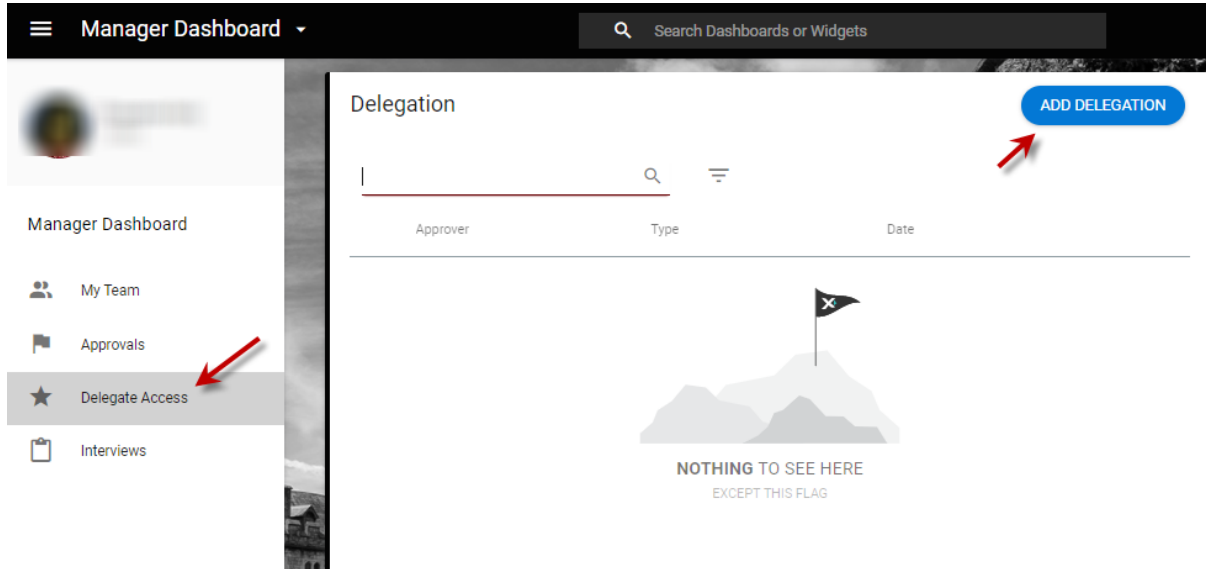 Manager Dashboard
Search Dashboards or Widgets
Delegation
ADD DELEGATION
Manager Dashboard
Approver Type Date
My Team
Approvals
Delegate Access
Interviews
NOTHING TO SEE HERE
EXCEPT THIS FLAG